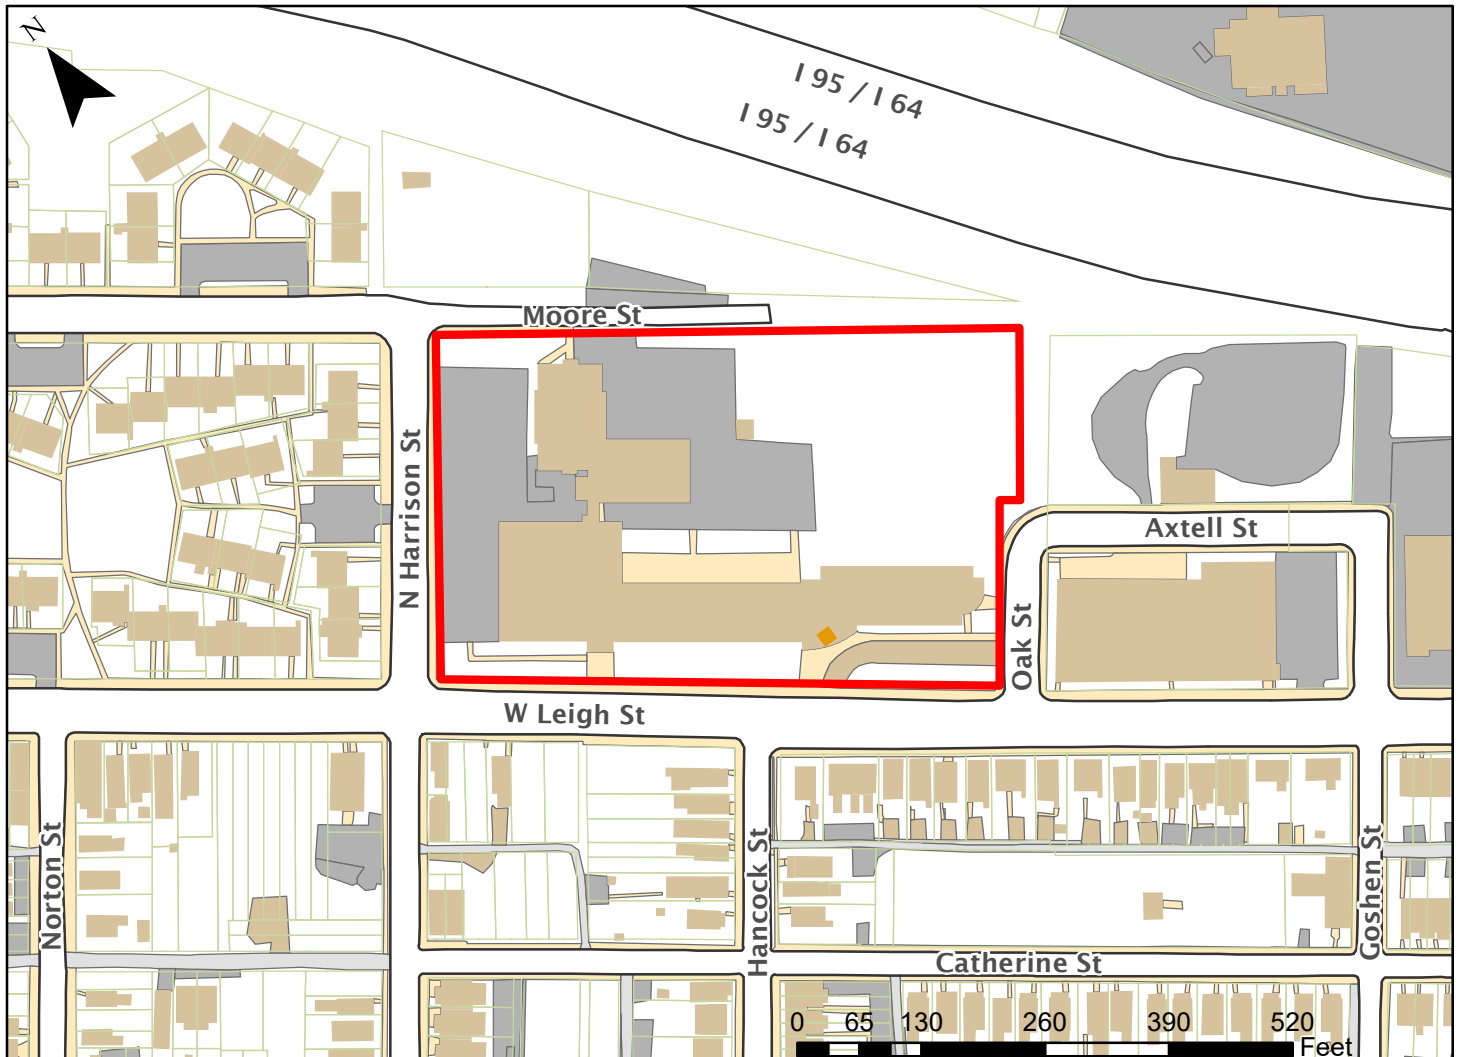 N
I 95 / I 64
I 95 / I 64
Moore St
N Harrison St
Axtell St
Oak St
W Leigh St
Norton St
Hancock St
Goshen St
Catherine St
0 65 130 260 390 520
Feet